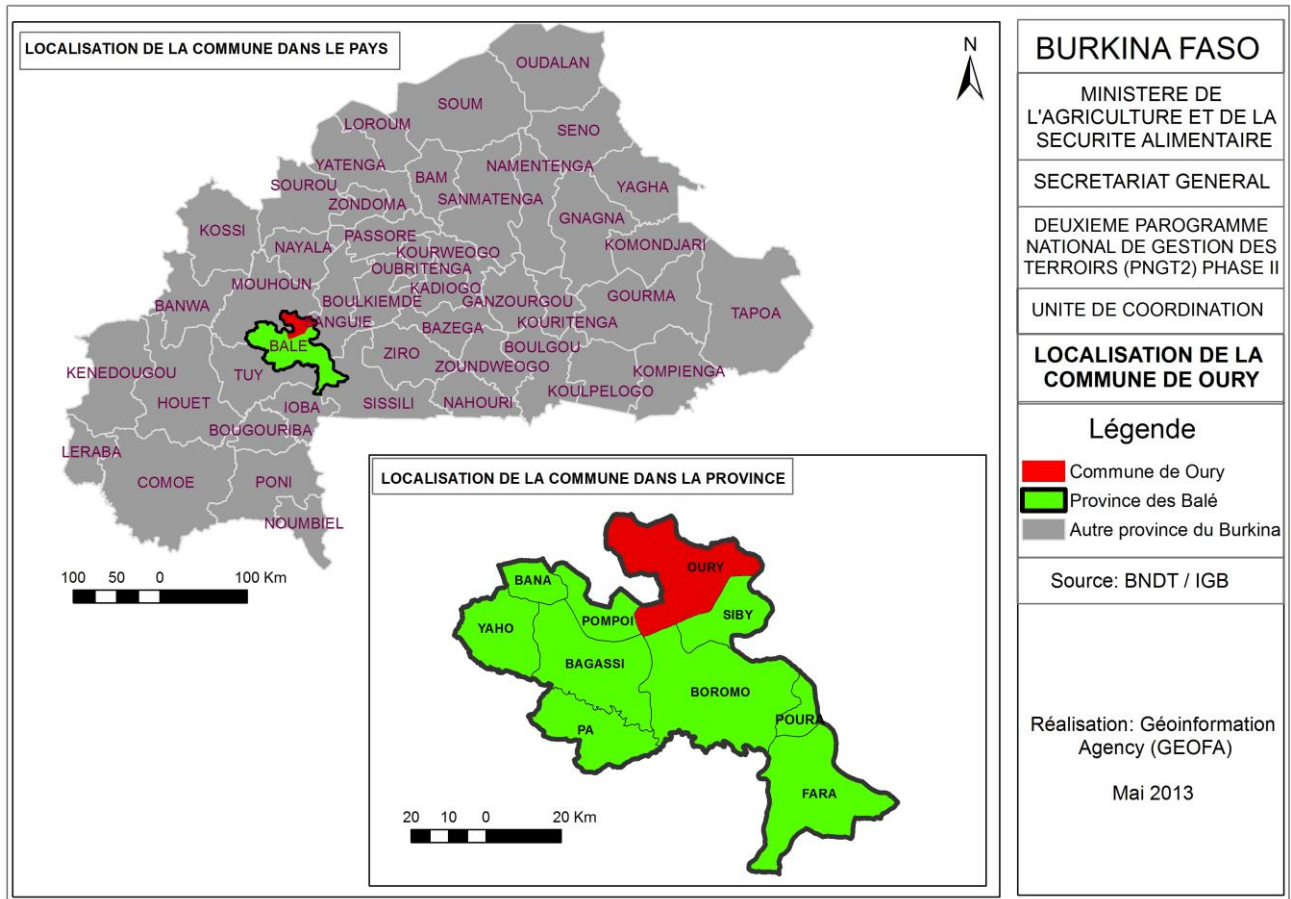 LOCALISATION DE LA COMMUNE DANS LE PAYS
N
OUDALAN
SOUM
LOROUM
SENO
YATENGA
NAMENTENGA
BAM
SOUROU
YAGHA
SANMATENGA
ZONDOMA
GNAGNA
KOSSI
PASSORE
NAYALA
KOMONDJARI
KOURWEOGO
OUBRITENGA
MOUHOUN
KADIOGO
BANWA
BOULKIEMDE
GANZOURGOU
GOURMA
TAPOA
ANGUIE
BAZEGA
KOURITENGA
BALE
ZIRO
BOULGOU
KENEDOUGOU
TUY
ZOUNDWEOGO
KOMPIENGA
HOUET
IOBA
SISSILI
NAHOURI
KOULPELOGO
BOUGOURIBA
LERABA
COMOE
PONI
NOUMBIEL
100 50 0 100 Km
LOCALISATION DE LA COMMUNE DANS LA PROVINCE
OURY
BANA
POMPOI
SIBY
YAHO
BAGASSI
BOROMO
POURA
PA
FARA
20 10 0 20 Km
BURKINA FASO
MINISTERE DE
L'AGRICULTURE ET DE LA
SECURITE ALIMENTAIRE
SECRETARIAT GENERAL
DEUXIEME PAROGRAMME
NATIONAL DE GESTION DES
TERROIRS (PNGT2) PHASE II
UNITE DE COORDINATION
LOCALISATION DE LA
COMMUNE DE OURY
Légende
Commune de Oury
Province des Balé
Autre province du Burkina
Source: BNDT / IGB
Réalisation: Géoinformation
Agency (GEOFA)
Mai 2013